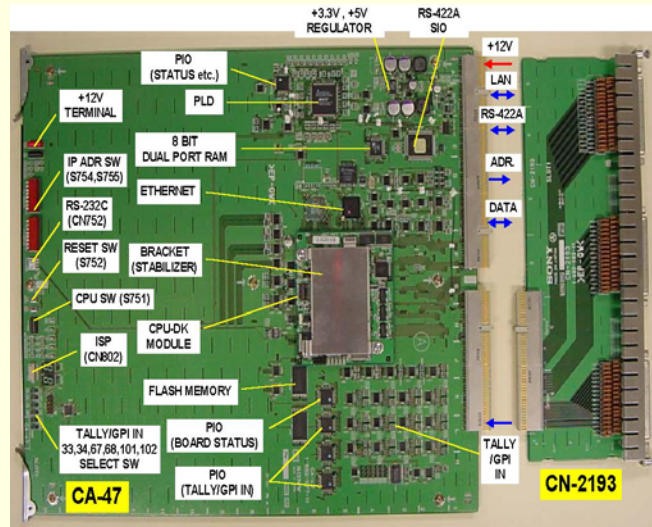 +3.3V , +5V
REGULATOR
RS-422A
SIO
PIO
(STATUS etc.)
PLD
+12V
LAN
RS-422A
ADR.
DATA
+12V
TERMINAL
8 BIT
DUAL PORT RAM
IP ADR SW
(S754,S755)
ETHERNET
RS-232C
(CN752)
RESET SW
(S752)
BRACKET
(STABILIZER)
CPU SW (S751)
CPU-DK
MODULE
ISP
(CN802)
FLASH MEMORY
PIO
(BOARD STATUS)
TALLY/GPI IN
33,34,67,68,101,102
SELECT SW
PIO
(TALLY/GPI IN)
TALLY
/GPI
IN
CA-47
CN-2193
CN-2193
SONY
A